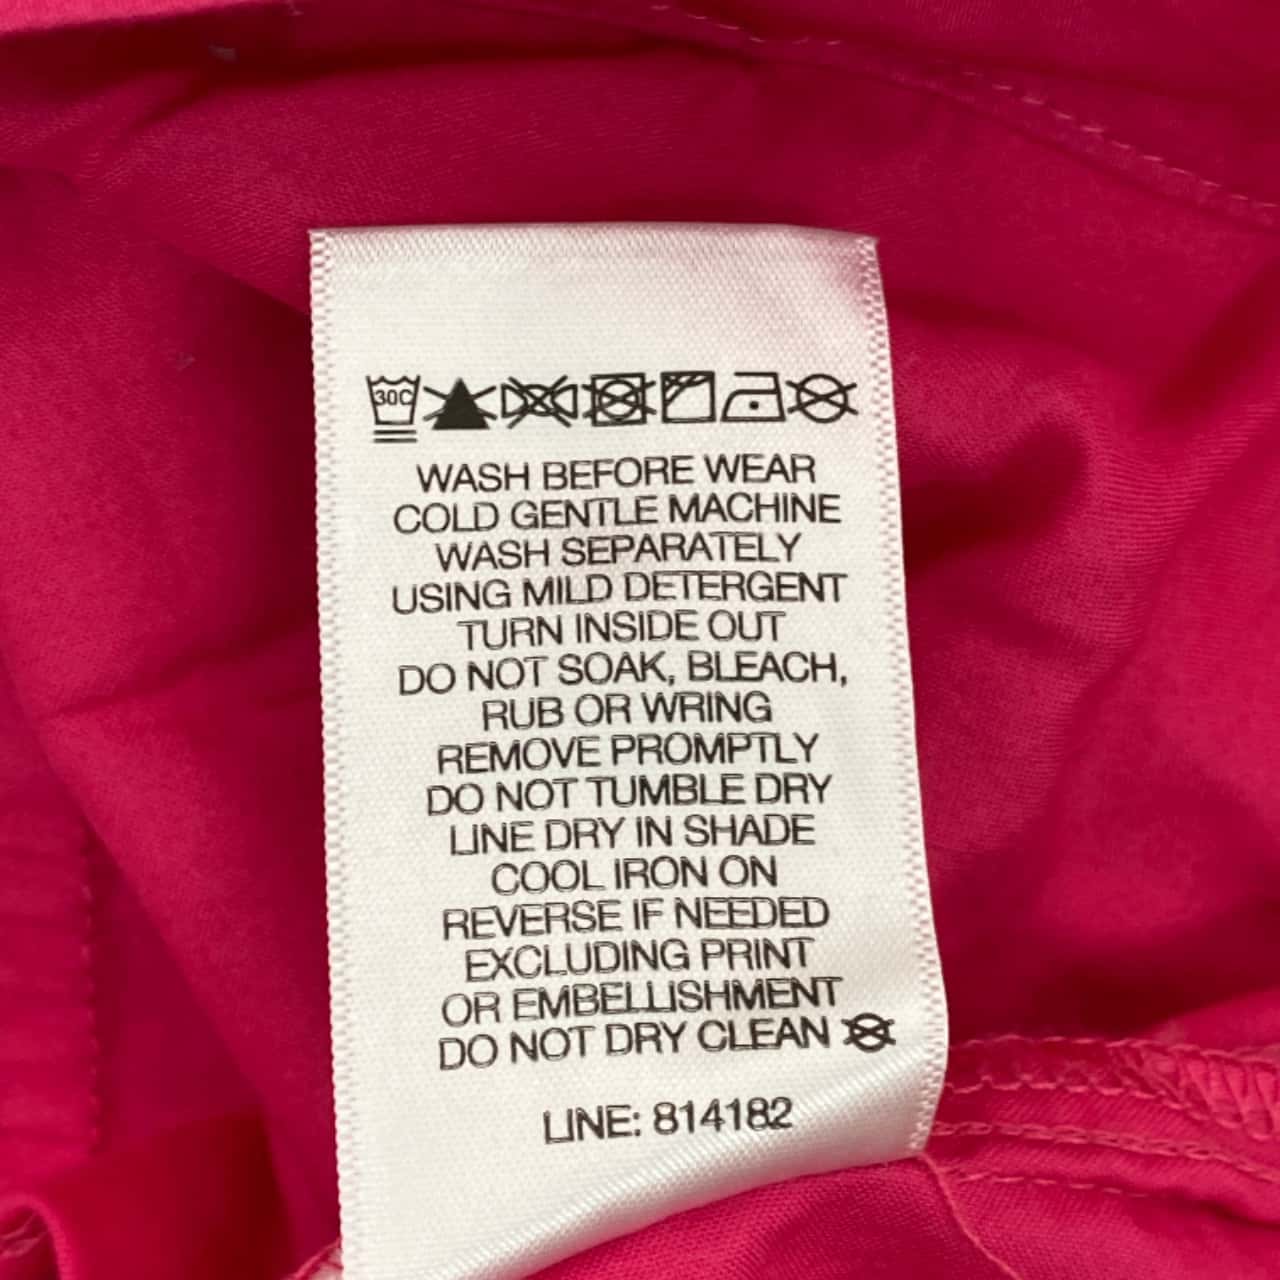 30C
WASH BEFORE WEAR
COLD GENTLE MACHINE
WASH SEPARATELY
USING MILD DETERGENT
TURN INSIDE OUT
DO NOT SOAK, BLEACH,
RUB OR WRING
REMOVE PROMPTLY
DO NOT TUMBLE DRY
LINE DRY IN SHADE
COOL IRON ON
REVERSE IF NEEDED
EXCLUDING PRINT
OR EMBELLISHMENT
DO NOT DRY CLEAN
LINE: 814182